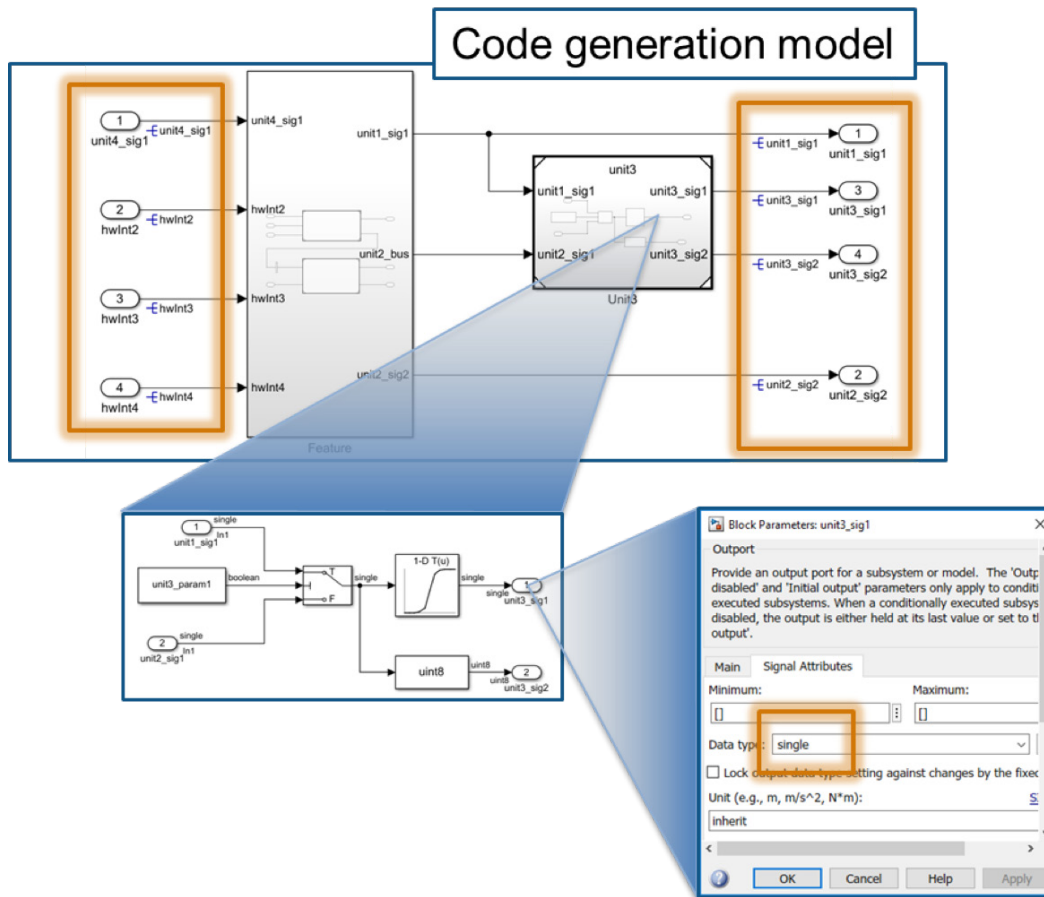 Code generation model
1
unit4_sig1
unit4_sig1
unit4_sig1
2
hwInt2
hwInt2
hwInt2
3
hwInt3
hwInt3
hwInt3
4
hwInt4
hwInt4
hwInt4
unit1_sig1
unit2_bus
unit2_sig2
Feature
unit3
unit1_sig1
unit3_sig1
unit2_sig1
unit3_sig2
Unit3
unit1_sig1
1
unit1_sig1
unit3_sig1
3
unit3_sig1
unit3_sig2
4
unit3_sig2
unit2_sig2
2
unit2_sig2
1
single
unit1_sig1
In1
unit3_param1
boolean
T
F
single
2
single
unit2_sig1
In1
1-D T(u)
single
single
1
unit3_sig1
uint8
uint8
uint8
2
unit3_sig2
Block Parameters: unit3_sig1
Outport
Provide an output port for a subsystem or model. The 'Outp
disabled' and 'Initial output' parameters only apply to conditi
executed subsystems. When a conditionally executed subsys
disabled, the output is either held at its last value or set to th
output'.
Main Signal Attributes
Minimum: Maximum:
[] []
Data type: single
Lock output data type setting against changes by the fixed
Unit (e.g., m, m/s^2, N*m):
inherit
OK Cancel Help Apply